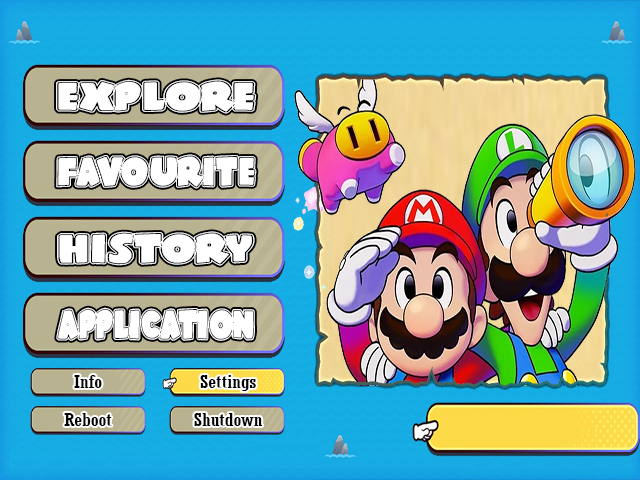 EXPLORE
FAVOURITE
HISTORY
APPLICATION
Info
Settings
Reboot
Shutdown
M
L